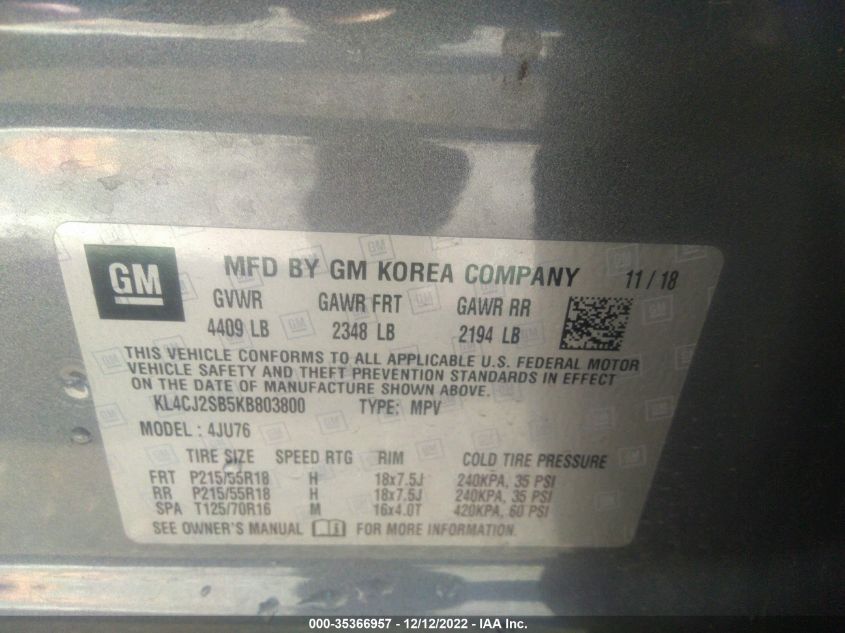 GM
MFD BY GM KOREA COMPANY 11/18
GVWR GAWR FRT GAWR RR
4409 LB 2348 LB 2194 LB
THIS VEHICLE CONFORMS TO ALL APPLICABLE U.S. FEDERAL MOTOR
VEHICLE SAFETY AND THEFT PREVENTION STANDARDS IN EFFECT
ON THE DATE OF MANUFACTURE SHOWN ABOVE.
KL4CJ2SB5KB803800 TYPE: MPV
MODEL: 4JU76
TIRE SIZE SPEED RTG RIM COLD TIRE PRESSURE
FRT P215/55R18 H 18x7.5J 240KPA, 35 PSI
RR P215/55R18 H 18x7.5J 240KPA, 35 PSI
SPA T125/70R16 M 16x4.0T 420KPA, 60 PSI
SEE OWNER'S MANUAL FOR MORE INFORMATION.
000-35366957 - 12/12/2022 - IAA Inc.